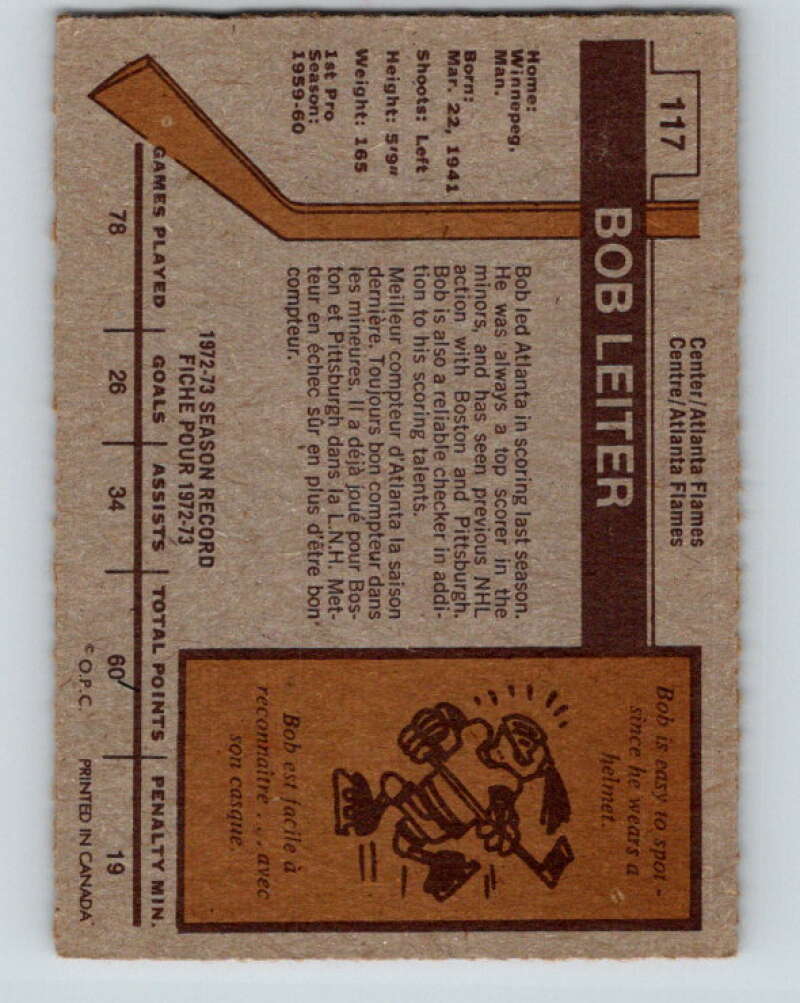 117
Center/Atlanta Flames
Centre/Atlanta Flames
BOB LEITER
Home:
Winnepeg,
Man.
Born:
Mar. 22, 1941
Shoots: Left
Height: 5'9"
Weight: 165
1st Pro
Season:
1959-60
Bob led Atlanta in scoring last season.
He was always a top scorer in the
minors, and has seen previous NHL
action with Boston and Pittsburgh.
Bob is also a reliable checker in addi-
tion to his scoring talents.
Meilleur compteur d'Atlanta la saison
dernière. Toujours bon compteur dans
les mineures. Il a déjà joué pour Bos-
ton et Pittsburgh dans la L.N.H. Met-
teur en échec sûr en plus d'être bon
compteur.
Bob is easy to spot -
since he wears a
helmet.
Bob est facile à
reconnaître . . . avec
son casque.
1972-73 SEASON RECORD
FICHE POUR 1972-73
GAMES PLAYED GOALS ASSISTS TOTAL POINTS PENALTY MIN.
78 26 34 60 19
© O.P.C. PRINTED IN CANADA